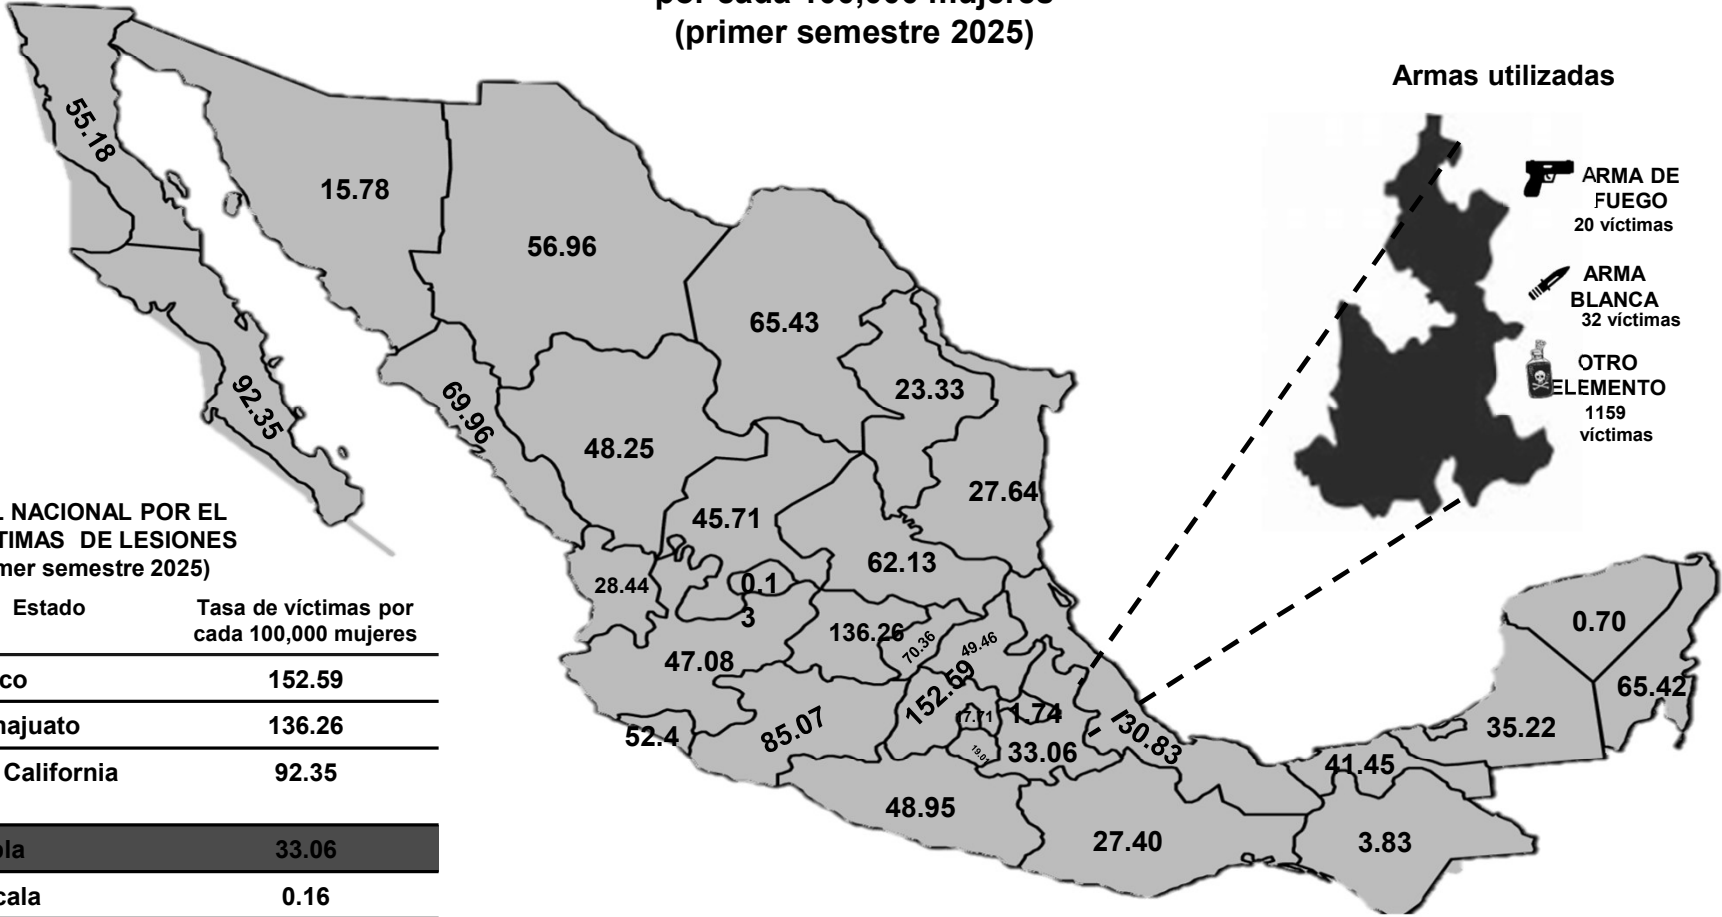 por cada 100,000 mujeres
(primer semestre 2025)
Armas utilizadas
ARMA DE
FUEGO
20 víctimas
ARMA
BLANCA
32 víctimas
OTRO
ELEMENTO
1159
víctimas
55.18
15.78
56.96
65.43
92.35
69.96
23.33
48.25
27.64
45.71
62.13
28.44
0.1
3
136.26
70.36
49.46
47.08
152.59
7.71
1.74
30.83
52.4
85.07
33.06
48.95
27.40
41.45
3.83
35.22
0.70
65.42
L NACIONAL POR EL
TIMAS DE LESIONES
mer semestre 2025)
Estado
Tasa de víctimas por
cada 100,000 mujeres
co
152.59
najuato
136.26
California
92.35
la
33.06
cala
0.16